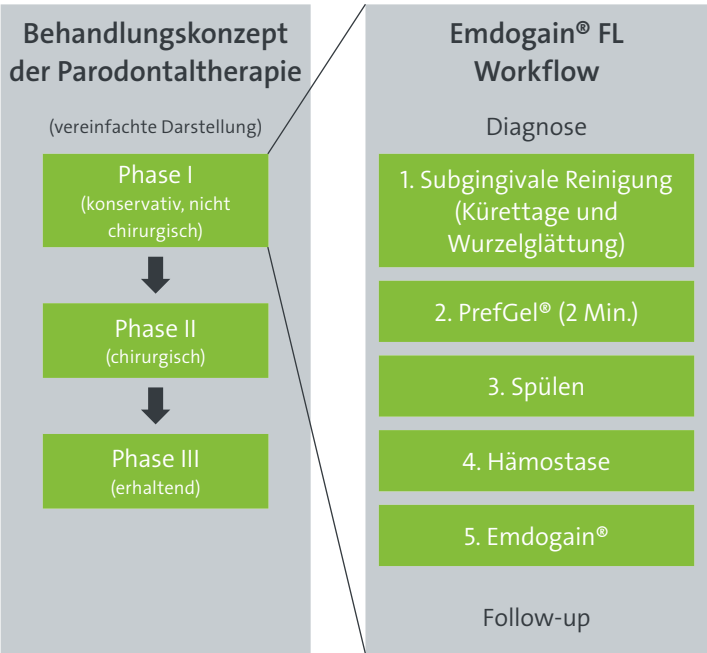 Behandlungskonzept
der Parodontaltherapie
(vereinfachte Darstellung)
Phase I
(konservativ, nicht
chirurgisch)
Phase II
(chirurgisch)
Phase III
(erhaltend)
Emdogain® FL
Workflow
Diagnose
1. Subgingivale Reinigung
(Kürettage und
Wurzelglättung)
2. PrefGel® (2 Min.)
3. Spülen
4. Hämostase
5. Emdogain®
Follow-up